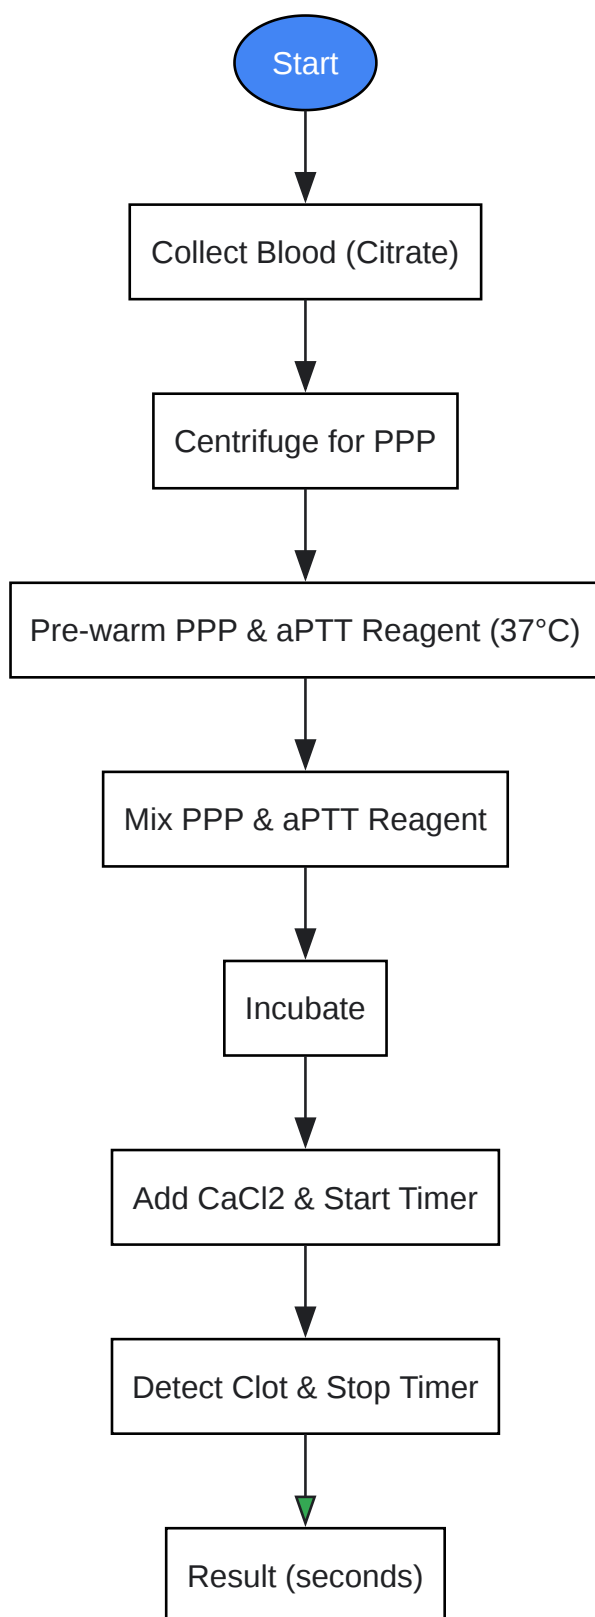 Start
Collect Blood (Citrate)
Centrifuge for PPP
Pre-warm PPP & aPTT Reagent (37°C)
Mix PPP & aPTT Reagent
Incubate
Add CaCl2 & Start Timer
Detect Clot & Stop Timer
Result (seconds)